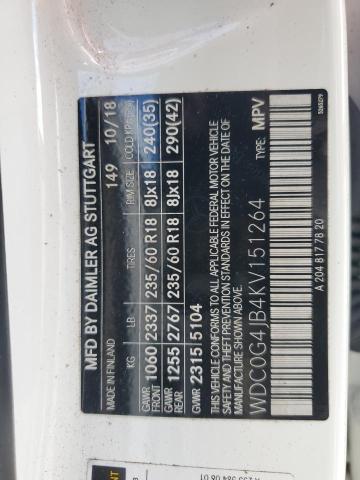 MFD BY DAIMLER AG STUTTGART
MADE IN FINLAND 149 10/18
KG LB TIRES RIM SIZE COLD KPA(PSI)
GAWR FRONT 1060 2337 235/60 R18 8Jx18 240(35)
GAWR REAR 1255 2767 235/60 R18 8Jx18 290(42)
GVWR 2315 5104
THIS VEHICLE CONFORMS TO ALL APPLICABLE FEDERAL MOTOR VEHICLE
SAFETY AND THEFT PREVENTION STANDARDS IN EFFECT ON THE DATE OF
MANUFACTURE SHOWN ABOVE.
WDC0G4JB4KV151264 TYPE: MPV
A 204 817 78 20